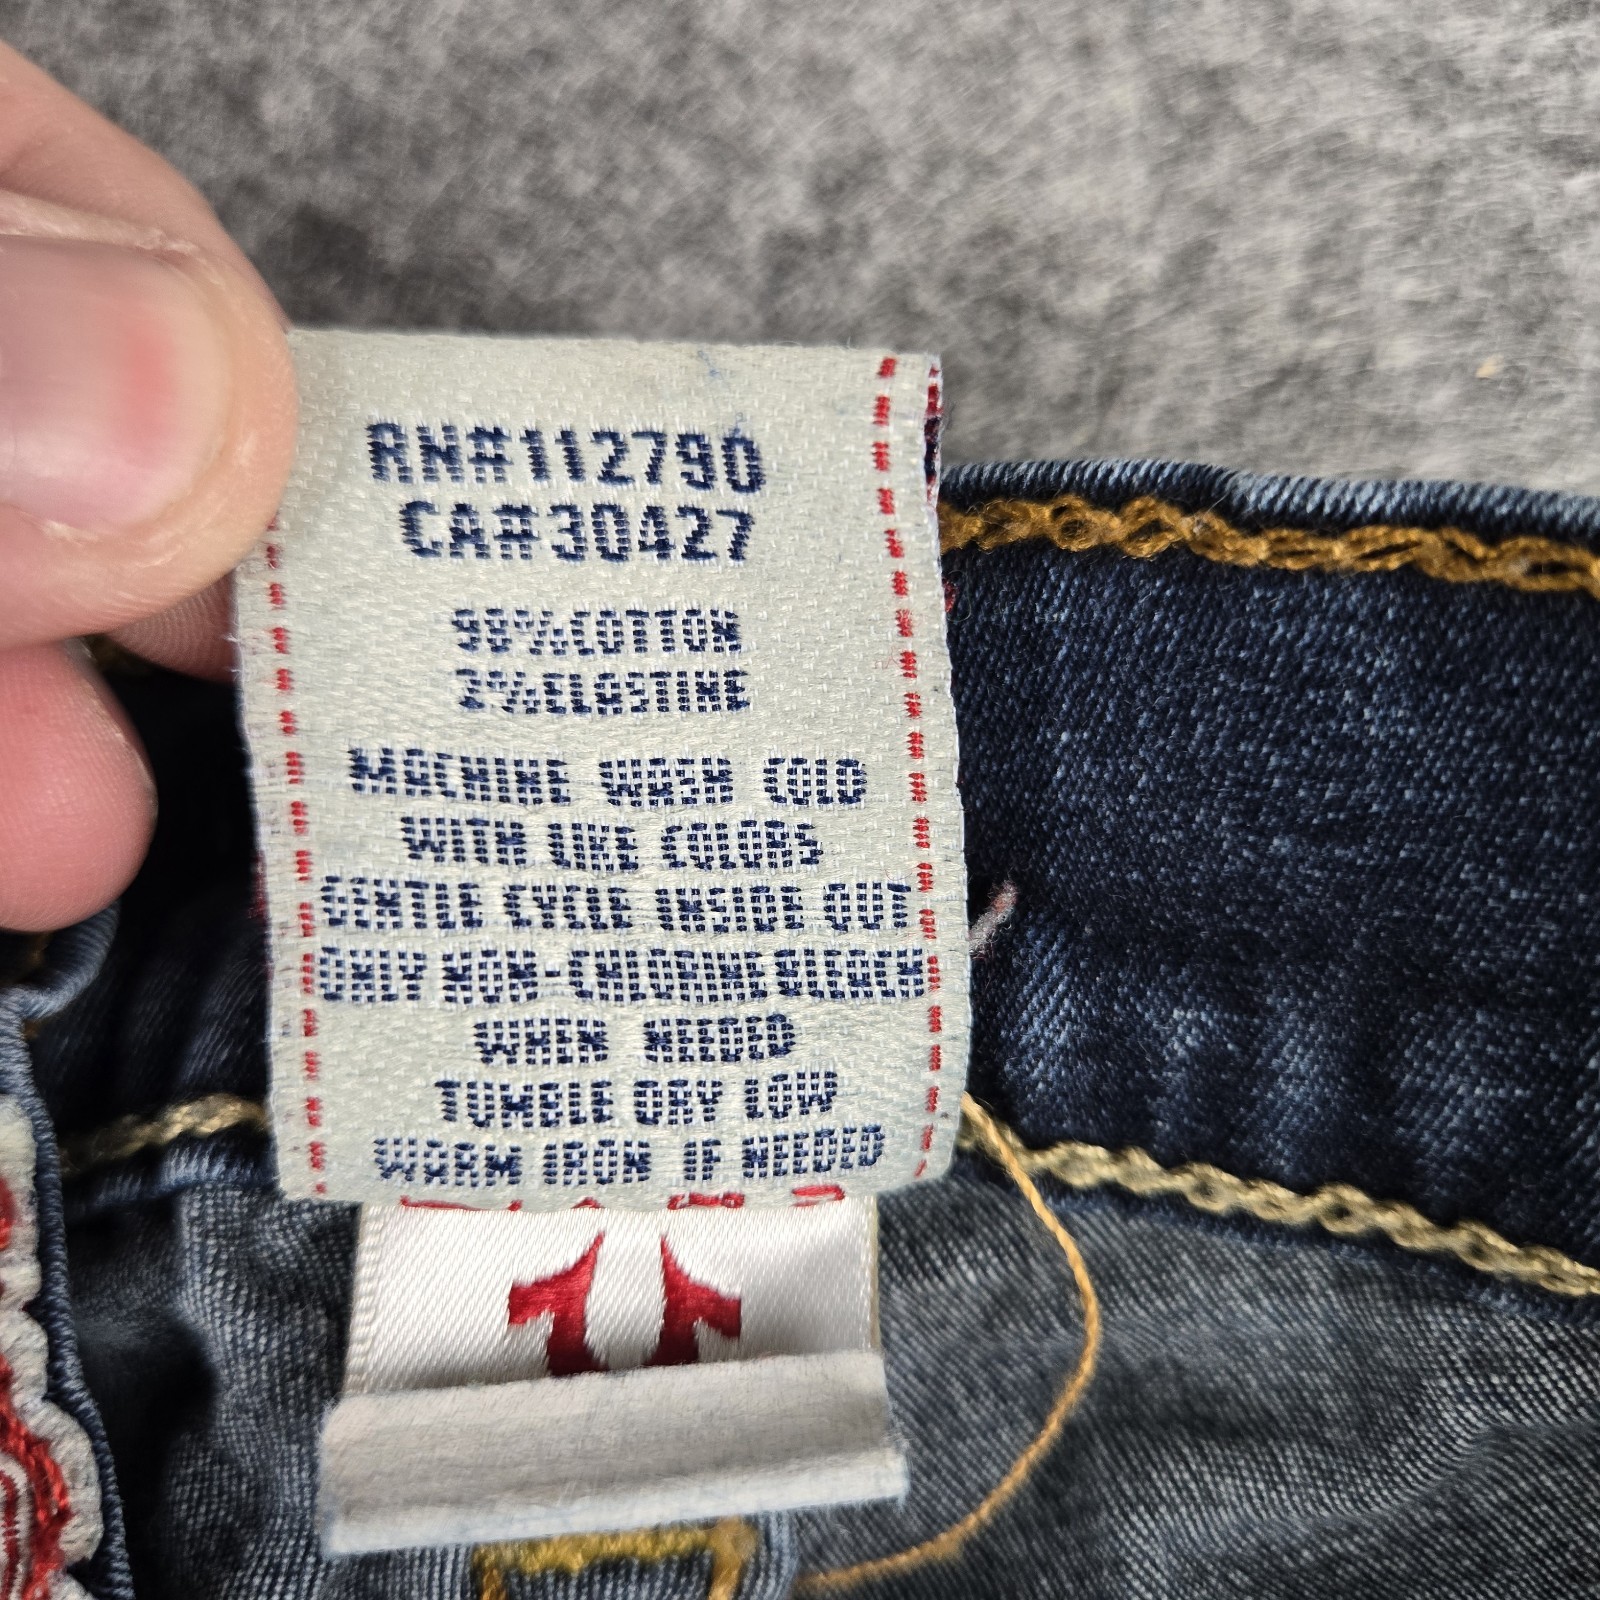 RN#112790
CA#30427
98%COTTON
2%ELASTINE
MACHINE WASH COLD
WITH LIKE COLORS
GENTLE CYCLE INSIDE OUT
ONLY NON-CHLORINE BLEACH
WHEN NEEDED
TUMBLE DRY LOW
WARM IRON IF NEEDED